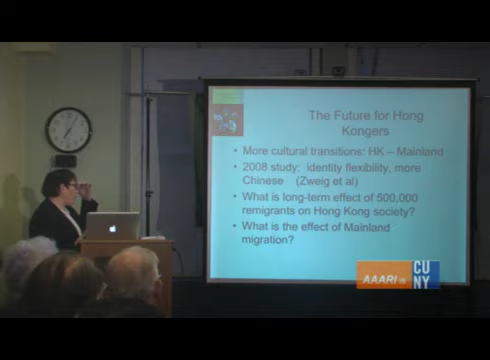 The Future for Hong
Kongers
• More cultural transitions: HK – Mainland
• 2008 study: identity flexibility, more
Chinese (Zweig et al)
• What is long-term effect of 500,000
remigrants on Hong Kong society?
• What is the effect of Mainland
migration?
AAARI
CU
NY